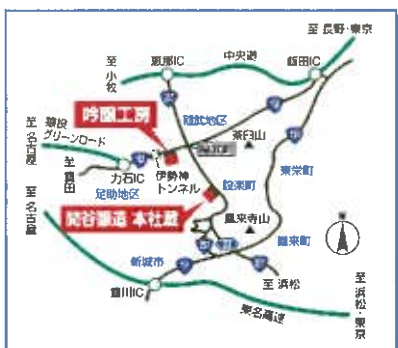 至 長野・東京
中央道
恵那IC
飯田IC
至 小牧
吟醸工房
稲武地区
茶臼山
至 名古屋
猿投
グリーンロード
至 豊田
力石IC
伊勢神
トンネル
足助地区
設楽町
東栄町
関谷醸造 本社蔵
鳳来寺山
鳳来町
至 名古屋
新城市
豊川IC
至 浜松
東名高速
至 浜松・東京